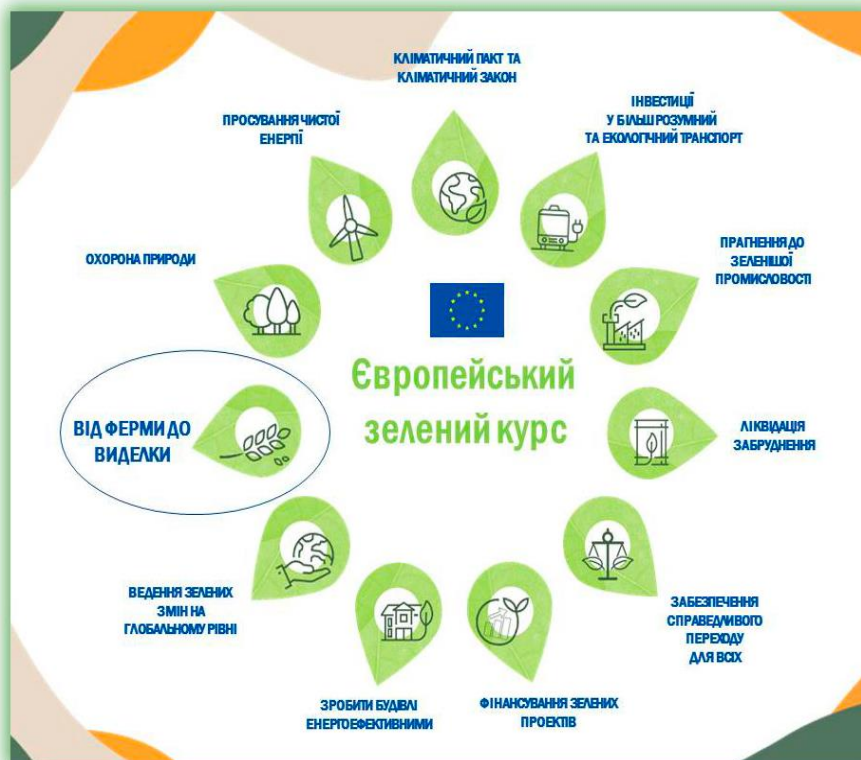 КЛІМАТИЧНИЙ ПАКТ ТА
КЛІМАТИЧНИЙ ЗАКОН
ІНВЕСТИЦІЇ
У БІЛЬШ РОЗУМНИЙ
ТА ЕКОЛОГІЧНИЙ ТРАНСПОРТ
ПРОСУВАННЯ ЧИСТОЇ
ЕНЕРГІЇ
ПРАГНЕННЯ ДО
ЗЕЛЕНІШОЇ
ПРОМИСЛОВОСТІ
ОХОРОНА ПРИРОДИ
Європейський
зелений курс
ВІД ФЕРМИ ДО
ВИДЕЛКИ
ЛІКВІДАЦІЯ
ЗАБРУДНЕННЯ
ВЕДЕННЯ ЗЕЛЕНИХ
ЗМІН НА
ГЛОБАЛЬНОМУ РІВНІ
ЗАБЕЗПЕЧЕННЯ
СПРАВЕДЛИВОГО
ПЕРЕХОДУ
ДЛЯ ВСІХ
ЗРОБИТИ БУДІВЛІ
ЕНЕРГОЕФЕКТИВНИМИ
ФІНАНСУВАННЯ ЗЕЛЕНИХ
ПРОЕКТІВ